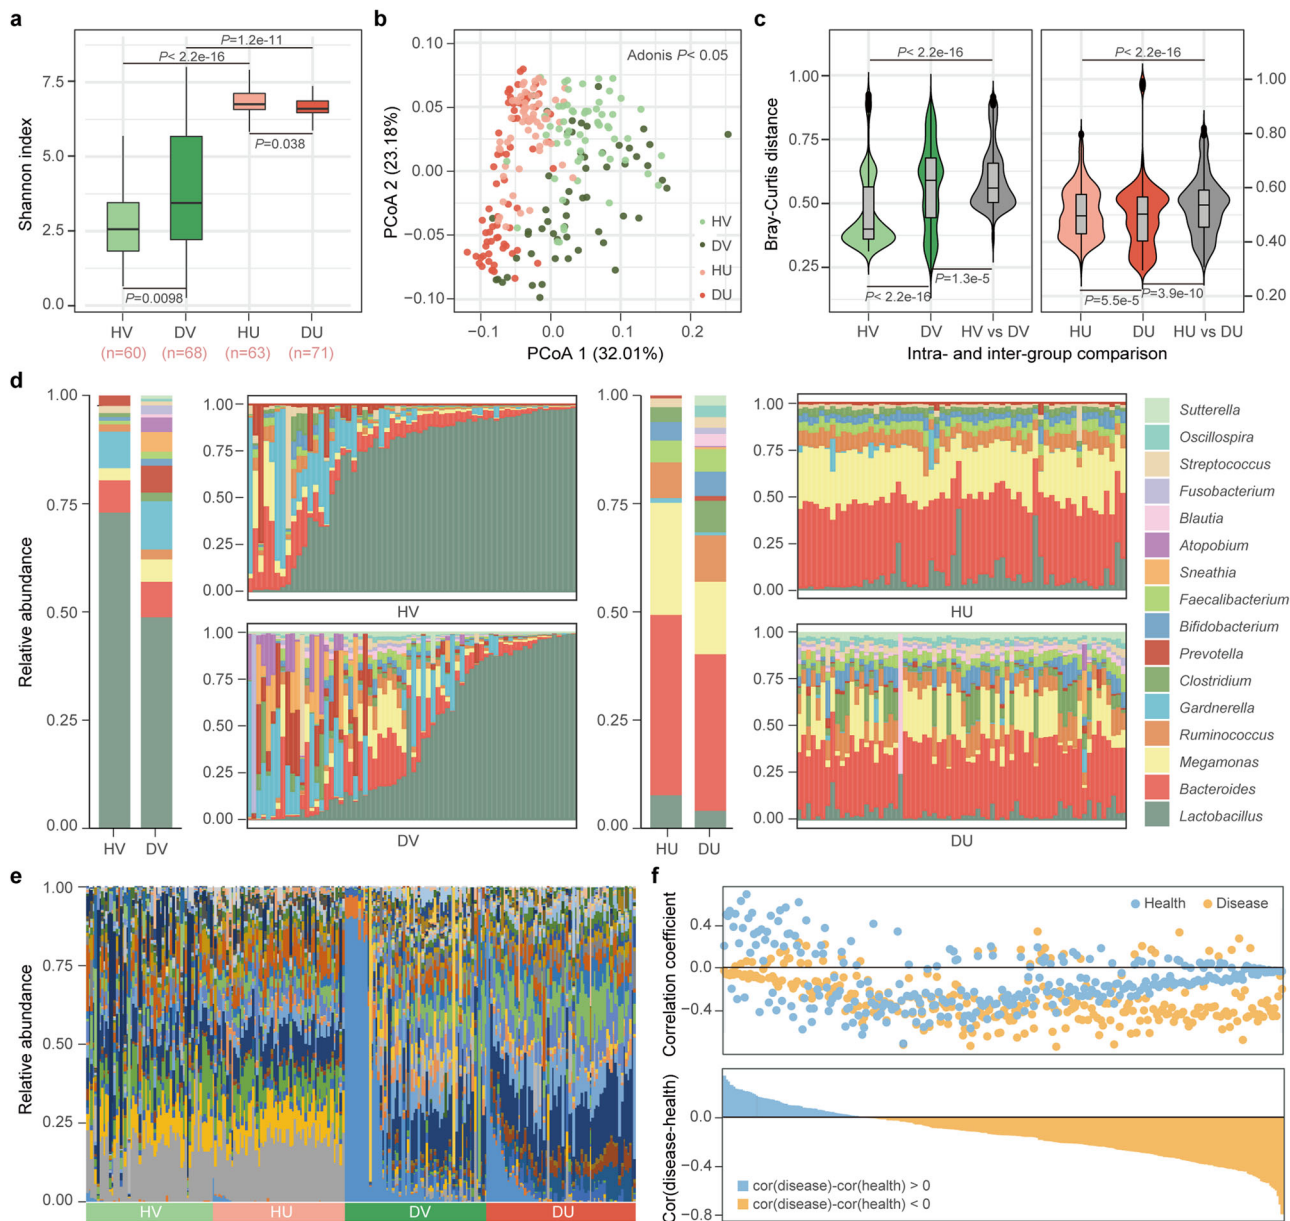 a
Shannon index
7.5
5.0
2.5
0.0
P=1.2e-11
P< 2.2e-16
P=0.038
P=0.0098
HV
DV
HU
DU
(n=60)
(n=68)
(n=63)
(n=71)
b
PCoA 2 (23.18%)
0.10
0.05
0.00
−0.05
−0.10
Adonis P< 0.05
HV
DV
HU
DU
−0.1
0.0
0.1
0.2
PCoA 1 (32.01%)
c
Bray-Curtis distance
1.00
0.75
0.50
0.25
P< 2.2e-16
P=1.3e-5
P< 2.2e-16
HV
DV
HV vs DV
P< 2.2e-16
P=5.5e-5
P=3.9e-10
HU
DU
HU vs DU
1.00
0.80
0.60
0.40
0.20
Intra- and inter-group comparison
d
Relative abundance
1.00
0.75
0.50
0.25
0.00
HV
DV
1.00
0.75
0.50
0.25
0.00
HV
1.00
0.75
0.50
0.25
0.00
DV
1.00
0.75
0.50
0.25
0.00
HU
DU
1.00
0.75
0.50
0.25
0.00
HU
1.00
0.75
0.50
0.25
0.00
DU
Sutterella
Oscillospira
Streptococcus
Fusobacterium
Blautia
Atopobium
Sneathia
Faecalibacterium
Bifidobacterium
Prevotella
Clostridium
Gardnerella
Ruminococcus
Megamonas
Bacteroides
Lactobacillus
e
Relative abundance
1.00
0.75
0.50
0.25
0.00
HV
HU
DV
DU
f
Correlation coefficient
0.4
0.0
−0.4
Health
Disease
Cor(disease-health)
0.0
−0.4
−0.8
cor(disease)-cor(health) > 0
cor(disease)-cor(health) < 0